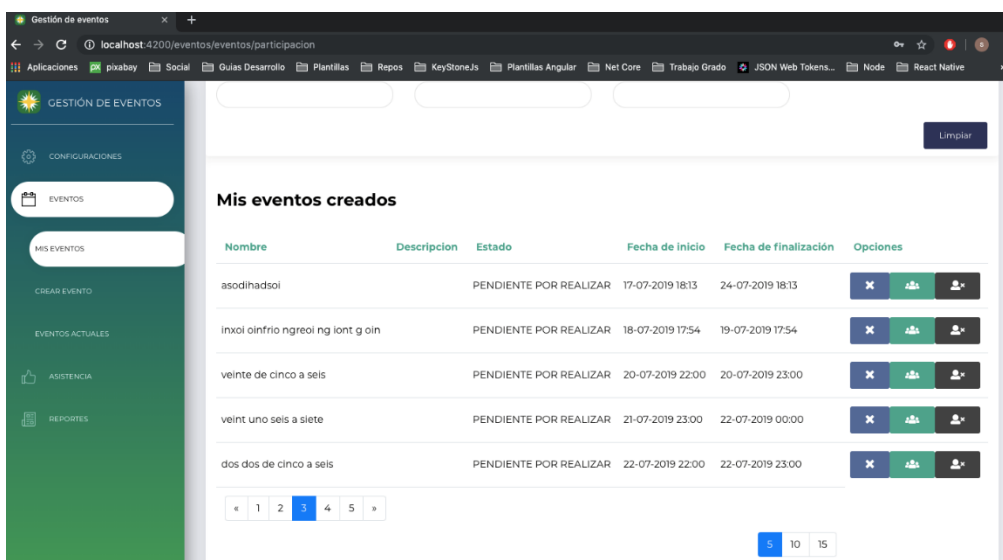 Gestión de eventos
localhost:4200/eventos/eventos/participacion
Aplicaciones px pixabay Social Guias Desarrollo Plantillas Repos KeyStoneJs Plantillas Angular Net Core Trabajo Grado JSON Web Tokens... Node React Native
GESTIÓN DE EVENTOS
CONFIGURACIONES
EVENTOS
MIS EVENTOS
CREAR EVENTO
EVENTOS ACTUALES
ASISTENCIA
REPORTES
Limpiar
Mis eventos creados
Nombre Descripcion Estado Fecha de inicio Fecha de finalización Opciones
asodihadsoi PENDIENTE POR REALIZAR 17-07-2019 18:13 24-07-2019 18:13
inxoi oinfrio ngreoi ng iont g oin PENDIENTE POR REALIZAR 18-07-2019 17:54 19-07-2019 17:54
veinte de cinco a seis PENDIENTE POR REALIZAR 20-07-2019 22:00 20-07-2019 23:00
veint uno seis a siete PENDIENTE POR REALIZAR 21-07-2019 23:00 22-07-2019 00:00
dos dos de cinco a seis PENDIENTE POR REALIZAR 22-07-2019 22:00 22-07-2019 23:00
« 1 2 3 4 5 »
5 10 15